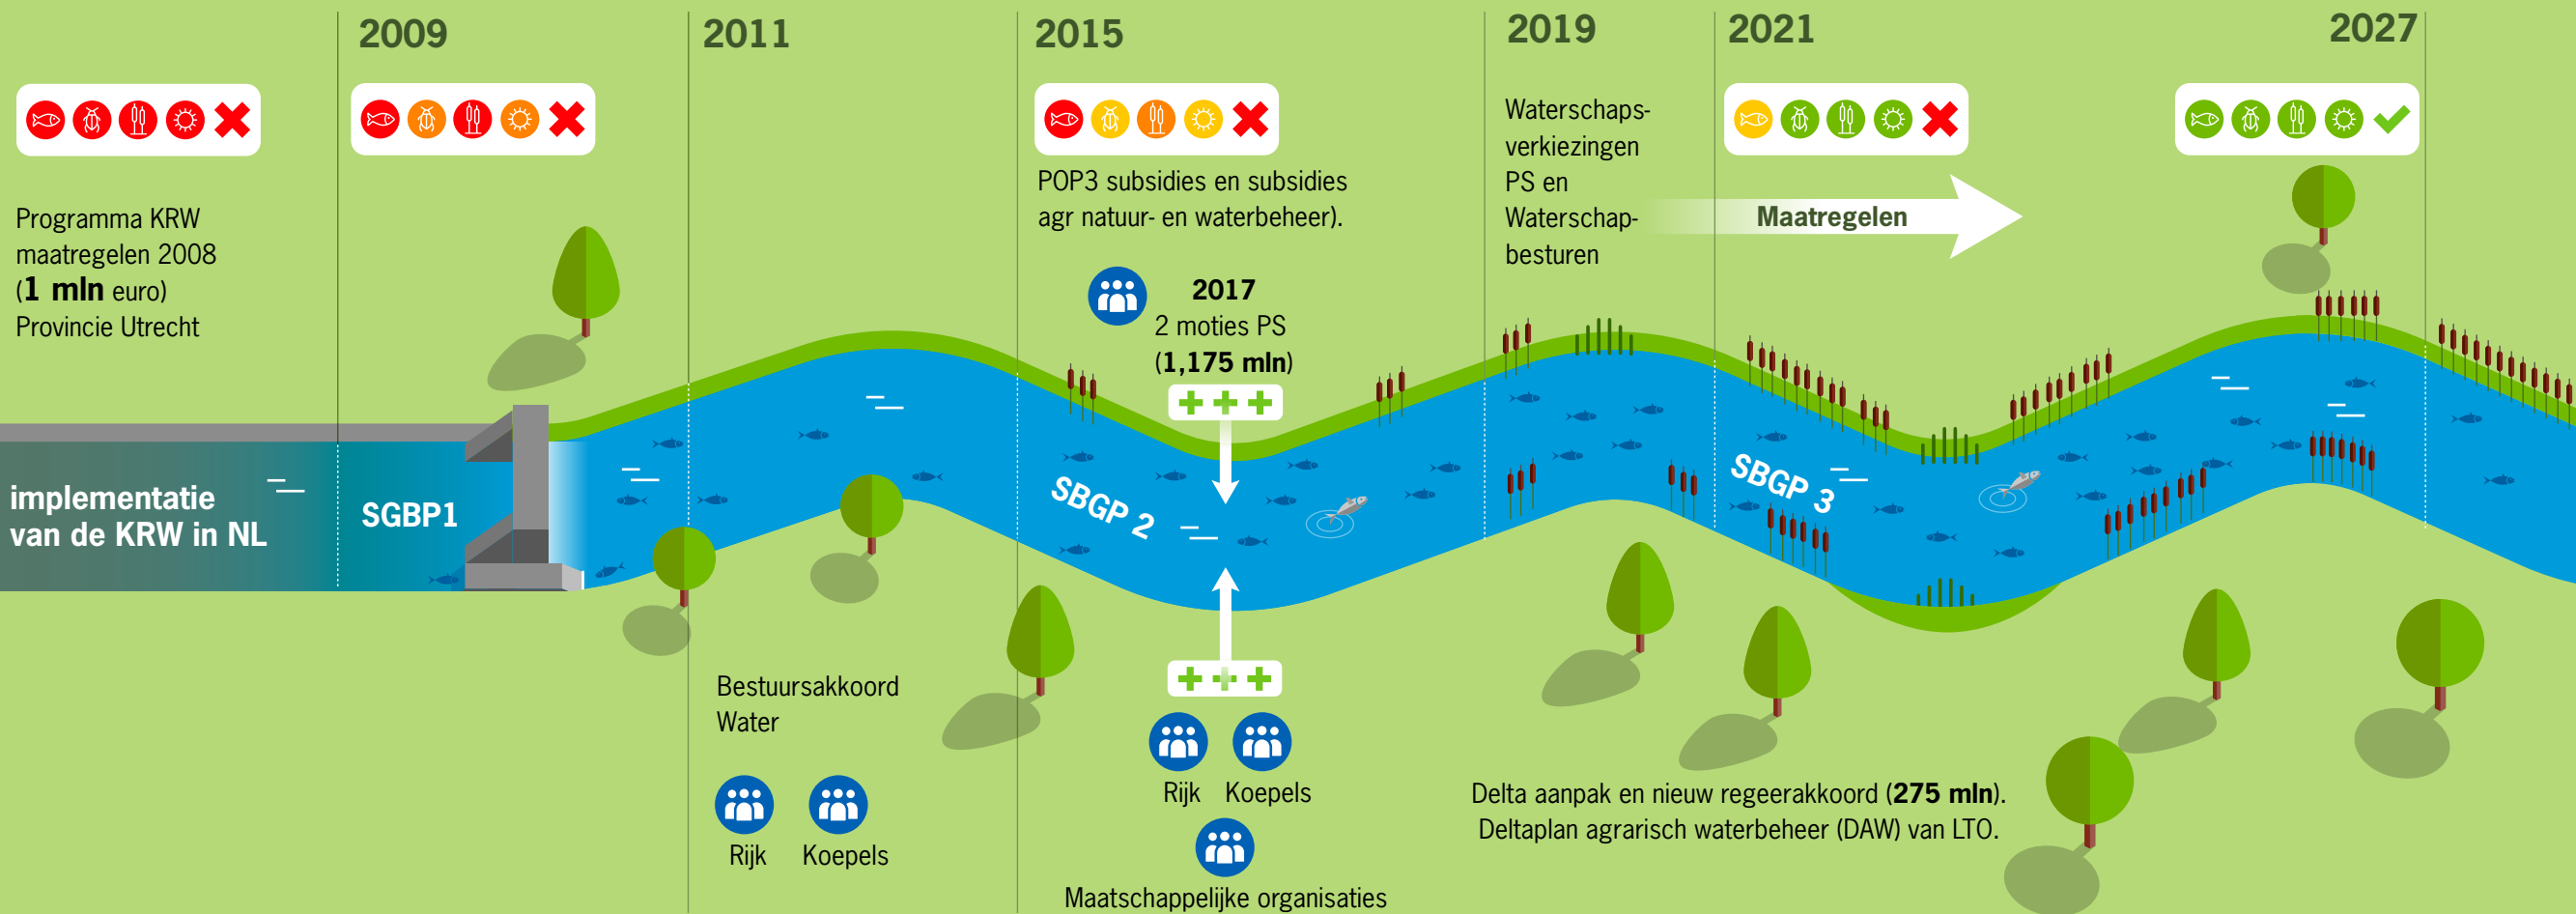 2009
2011
2015
2019
2021
2027
Programma KRW
maatregelen 2008
(1 mln euro)
Provincie Utrecht
POP3 subsidies en subsidies
agr natuur- en waterbeheer).
2017
2 moties PS
(1,175 mln)
Waterschaps-
verkiezingen
PS en
Waterschap-
besturen
Maatregelen
implementatie
van de KRW in NL
SGBP1
SBGP 2
SBGP 3
Bestuursakkoord
Water
Rijk Koepels
Rijk Koepels
Maatschappelijke organisaties
Delta aanpak en nieuw regeerakkoord (275 mln).
Deltaplan agrarisch waterbeheer (DAW) van LTO.